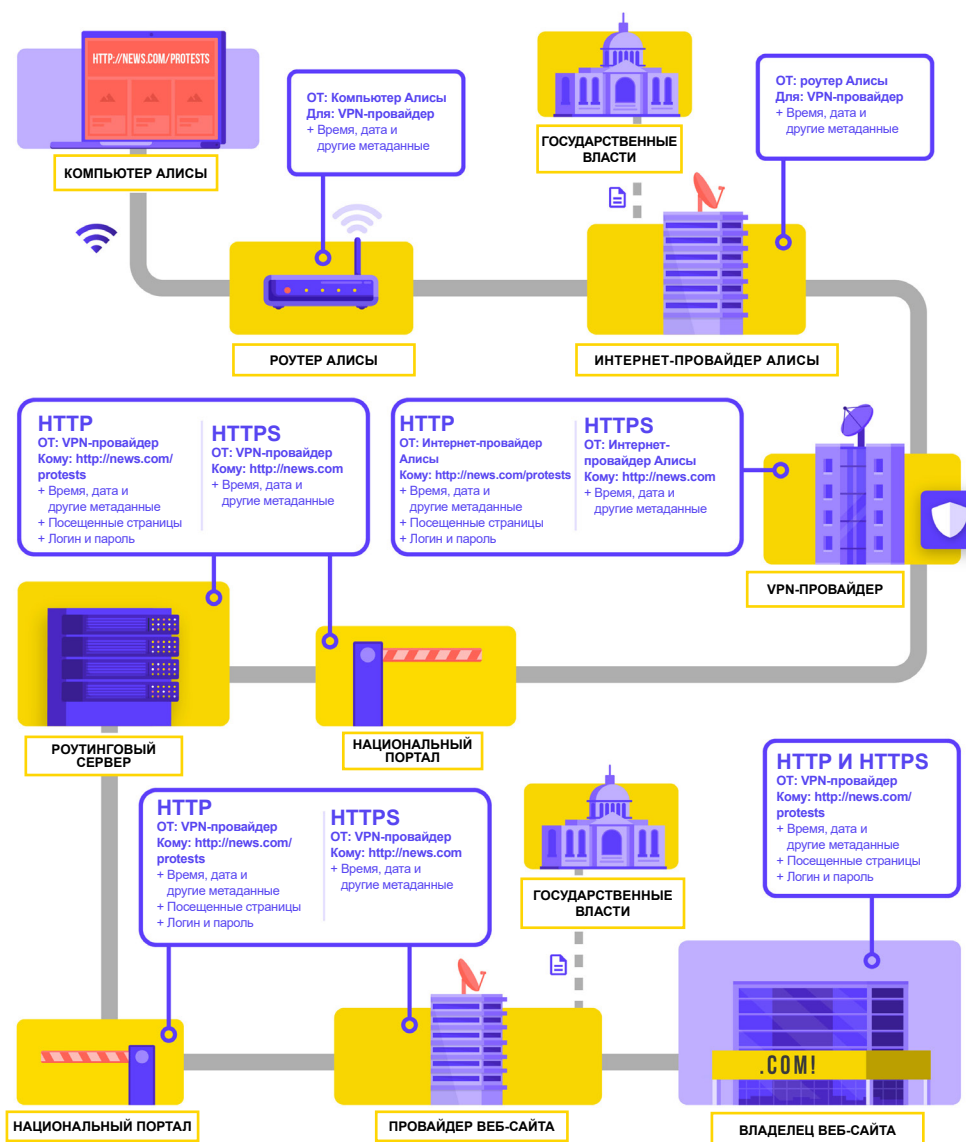 HTTP://NEWS.COM/PROTESTS
КОМПЬЮТЕР АЛИСЫ
ОТ: Компьютер Алисы
Для: VPN-провайдер
+ Время, дата и
другие метаданные
РОУТЕР АЛИСЫ
ГОСУДАРСТВЕННЫЕ
ВЛАСТИ
ОТ: роутер Алисы
Для: VPN-провайдер
+ Время, дата и
другие метаданные
ИНТЕРНЕТ-ПРОВАЙДЕР АЛИСЫ
HTTP
ОТ: VPN-провайдер
Кому: http://news.com/
protests
+ Время, дата и
другие метаданные
+ Посещенные страницы
+ Логин и пароль
HTTPS
ОТ: VPN-провайдер
Кому: http://news.com
+ Время, дата и
другие метаданные
HTTP
ОТ: Интернет-провайдер
Алисы
Кому: http://news.com/protests
+ Время, дата и
другие метаданные
+ Посещенные страницы
+ Логин и пароль
HTTPS
ОТ: Интернет-
провайдер Алисы
Кому: http://news.com
+ Время, дата и
другие метаданные
VPN-ПРОВАЙДЕР
РОУТИНГОВЫЙ
СЕРВЕР
НАЦИОНАЛЬНЫЙ
ПОРТАЛ
HTTP
ОТ: VPN-провайдер
Кому: http://news.com/
protests
+ Время, дата и
другие метаданные
+ Посещенные страницы
+ Логин и пароль
HTTPS
ОТ: VPN-провайдер
Кому: http://news.com
+ Время, дата и
другие метаданные
ГОСУДАРСТВЕННЫЕ
ВЛАСТИ
HTTP И HTTPS
ОТ: VPN-провайдер
Кому: http://news.com/
protests
+ Время, дата и
другие метаданные
+ Посещенные страницы
+ Логин и пароль
.COM!
НАЦИОНАЛЬНЫЙ ПОРТАЛ
ПРОВАЙДЕР ВЕБ-САЙТА
ВЛАДЕЛЕЦ ВЕБ-САЙТА